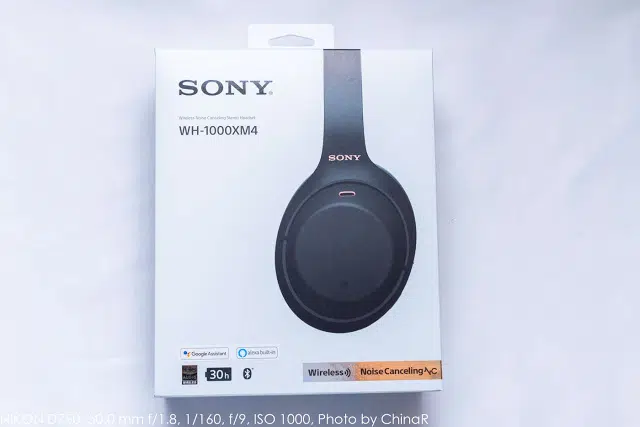 SONY
Wireless Noise Canceling Stereo Headset
WH-1000XM4
SONY
Google Assistant
alexa built-in
30h
Wireless
Noise Canceling
NIKON D750, 50.0 mm f/1.8, 1/160, f/9, ISO 1000, Photo by ChinaR